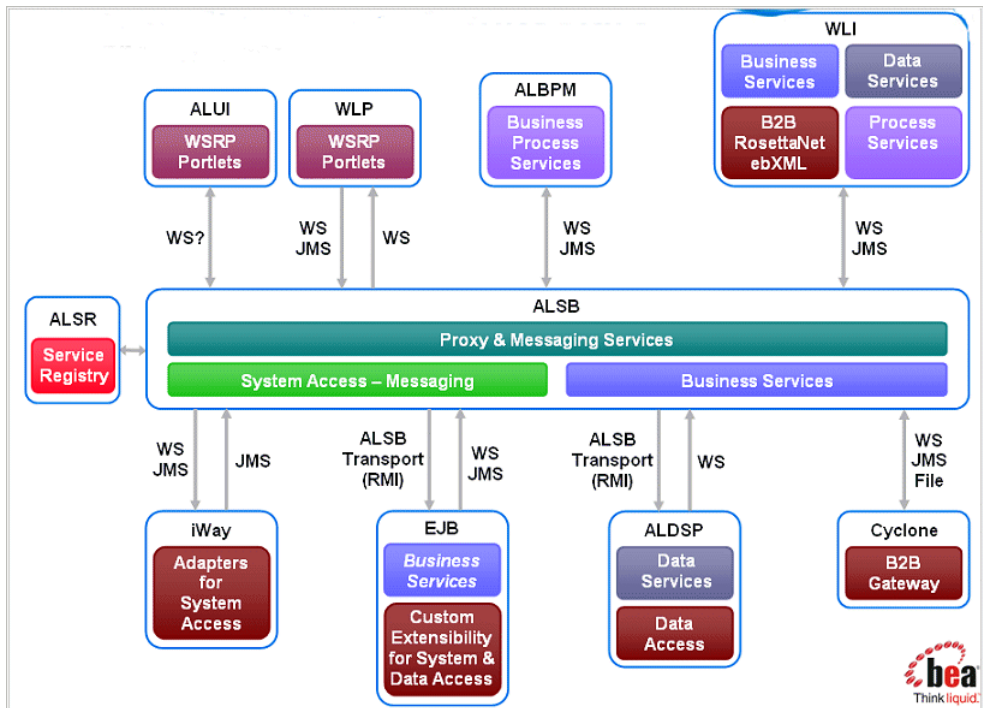 WLI
Business
Services
Data
Services
B2B
RosettaNet
ebXML
Process
Services
ALUI
WSRP
Portlets
WLP
WSRP
Portlets
ALBPM
Business
Process
Services
WS?
WS
JMS
WS
WS
JMS
WS
JMS
ALSR
Service
Registry
ALSB
Proxy & Messaging Services
System Access – Messaging
Business Services
WS
JMS
JMS
ALSB
Transport
(RMI)
WS
JMS
ALSB
Transport
(RMI)
WS
WS
JMS
File
iWay
Adapters
for
System
Access
EJB
Business
Services
Custom
Extensibility
for System &
Data Access
ALDSP
Data
Services
Data
Access
Cyclone
B2B
Gateway
bea
Think liquid.